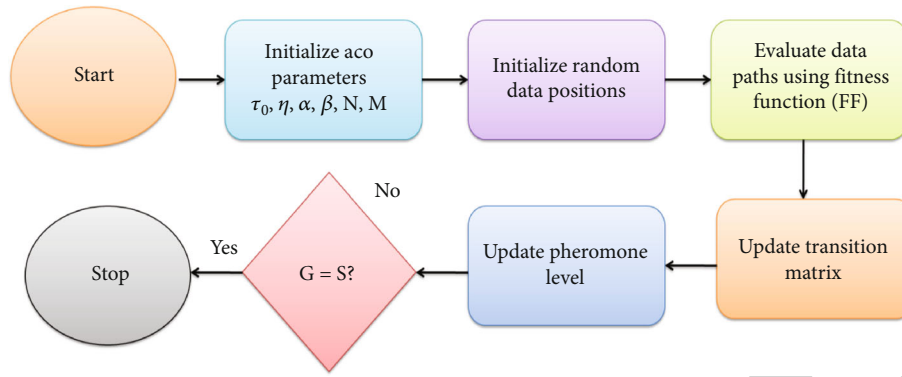 Start
Initialize aco
parameters
τ0, η, α, β, N, M
Initialize random
data positions
Evaluate data
paths using fitness
function (FF)
Update transition
matrix
Update pheromone
level
No
G = S?
Yes
Stop